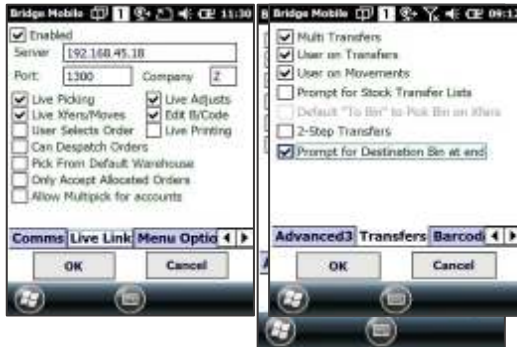 Bridge Mobile 1 11:30
Enabled
Server 192.168.45.18
Port: 1300 Company Z
Live Picking Live Adjusts
Live Xfers/Moves Edit B/Code
User Selects Order Live Printing
Can Despatch Orders
Pick From Default Warehouse
Only Accept Allocated Orders
Allow Multipick for accounts
Comms Live Link Menu Optio
OK Cancel
Bridge Mobile 1 09:12
Multi Transfers
User on Transfers
User on Movements
Prompt for Stock Transfer Lists
Default "To Bin" to Pick Bin on Xfers
2-Step Transfers
Prompt for Destination Bin at end
Advanced3 Transfers Barcod
OK Cancel